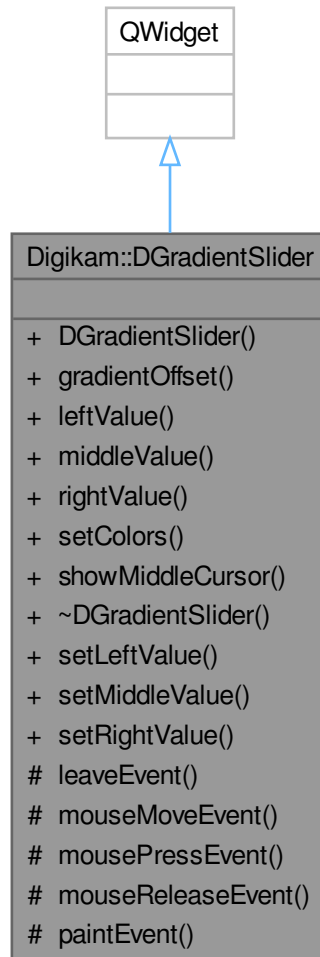 QWidget
Digikam::DGradientSlider
+ DGradientSlider()
+ gradientOffset()
+ leftValue()
+ middleValue()
+ rightValue()
+ setColors()
+ showMiddleCursor()
+ ~DGradientSlider()
+ setLeftValue()
+ setMiddleValue()
+ setRightValue()
# leaveEvent()
# mouseMoveEvent()
# mousePressEvent()
# mouseReleaseEvent()
# paintEvent()